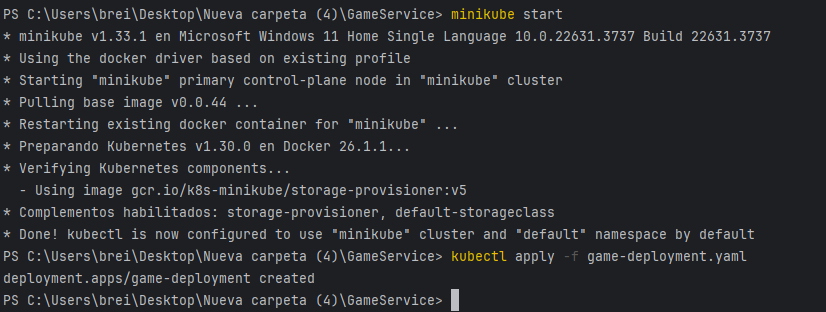 PS C:\Users\brei\Desktop\Nueva carpeta (4)\GameService> minikube start
* minikube v1.33.1 en Microsoft Windows 11 Home Single Language 10.0.22631.3737 Build 22631.3737
* Using the docker driver based on existing profile
* Starting "minikube" primary control-plane node in "minikube" cluster
* Pulling base image v0.0.44 ...
* Restarting existing docker container for "minikube" ...
* Preparando Kubernetes v1.30.0 en Docker 26.1.1...
* Verifying Kubernetes components...
  - Using image gcr.io/k8s-minikube/storage-provisioner:v5
* Complementos habilitados: storage-provisioner, default-storageclass
* Done! kubectl is now configured to use "minikube" cluster and "default" namespace by default
PS C:\Users\brei\Desktop\Nueva carpeta (4)\GameService> kubectl apply -f game-deployment.yaml
deployment.apps/game-deployment created
PS C:\Users\brei\Desktop\Nueva carpeta (4)\GameService>